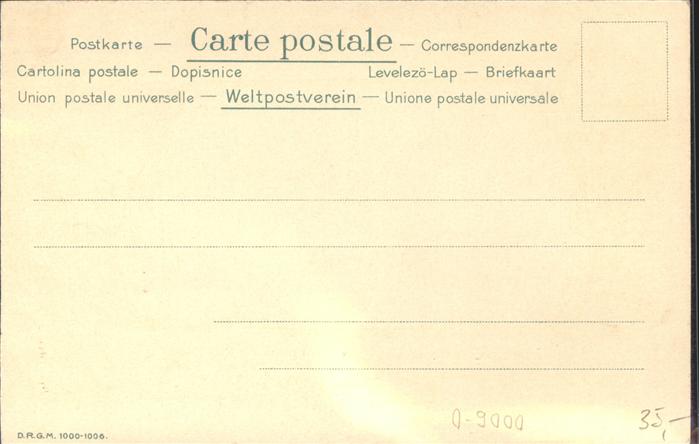 Postkarte — Carte postale — Correspondenzkarte
Cartolina postale — Dopisnice Levelezö-Lap — Briefkaart
Union postale universelle — Weltpostverein — Unione postale universale
0-9000 35,—
D.R.G.M. 1000-1006.